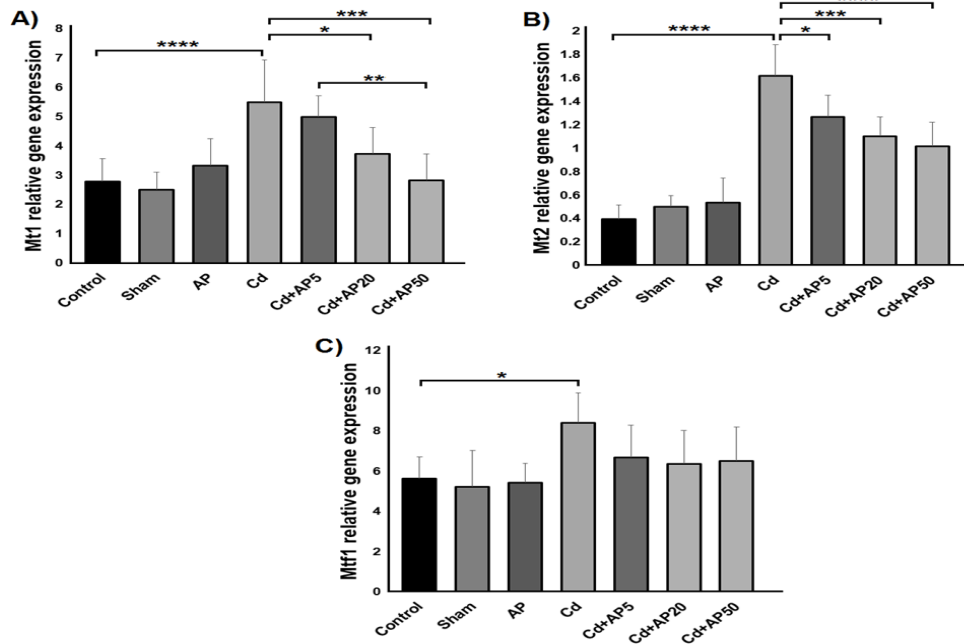 A)
Mt1 relative gene expression
8
7
6
5
4
3
2
1
0
****
***
*
**
Control
Sham
AP
Cd
Cd+AP5
Cd+AP20
Cd+AP50
B)
Mt2 relative gene expression
2
1.8
1.6
1.4
1.2
1
0.8
0.6
0.4
0.2
0
****
***
*
Control
Sham
AP
Cd
Cd+AP5
Cd+AP20
Cd+AP50
C)
Mtf1 relative gene expression
12
10
8
6
4
2
0
*
Control
Sham
AP
Cd
Cd+AP5
Cd+AP20
Cd+AP50